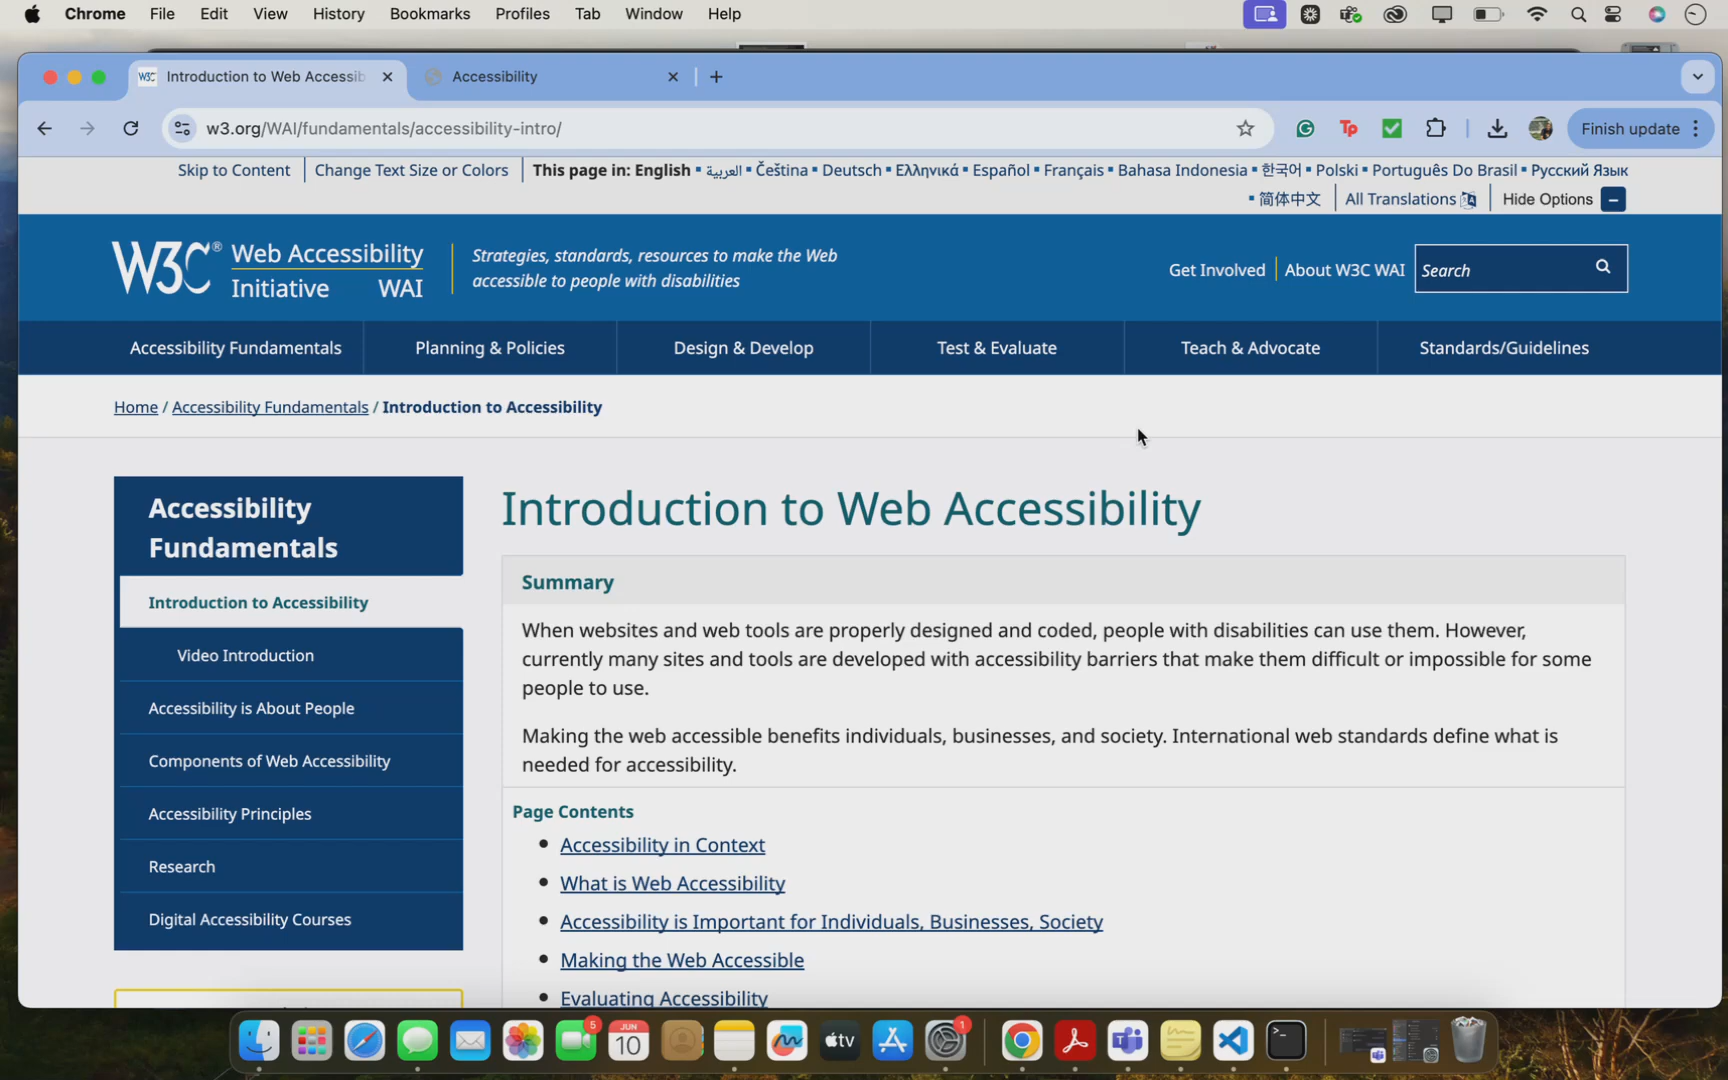 Chrome File Edit View History Bookmarks Profiles Tab Window Help
W3C Introduction to Web Accessib Accessibility
w3.org/WAI/fundamentals/accessibility-intro/ Tp Finish update
Skip to Content Change Text Size or Colors This page in: English العربية Čeština Deutsch Ελληνικά Español Français Bahasa Indonesia 한국어 Polski Português Do Brasil Русский Язык
简体中文 All Translations Hide Options
W3C® Web Accessibility Initiative WAI
Strategies, standards, resources to make the Web
accessible to people with disabilities
Get Involved About W3C WAI Search
Accessibility Fundamentals Planning & Policies Design & Develop Test & Evaluate Teach & Advocate Standards/Guidelines
Home / Accessibility Fundamentals / Introduction to Accessibility
Accessibility
Fundamentals
Introduction to Accessibility
Video Introduction
Accessibility is About People
Components of Web Accessibility
Accessibility Principles
Research
Digital Accessibility Courses
Introduction to Web Accessibility
Summary
When websites and web tools are properly designed and coded, people with disabilities can use them. However,
currently many sites and tools are developed with accessibility barriers that make them difficult or impossible for some
people to use.
Making the web accessible benefits individuals, businesses, and society. International web standards define what is
needed for accessibility.
Page Contents
Accessibility in Context
What is Web Accessibility
Accessibility is Important for Individuals, Businesses, Society
Making the Web Accessible
Evaluating Accessibility
5 JUN 10 tv 1